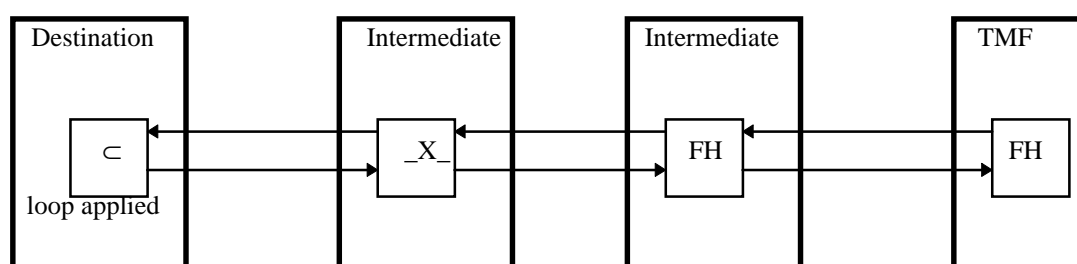 Destination
Intermediate
Intermediate
TMF
⊂
_X_
FH
FH
loop applied